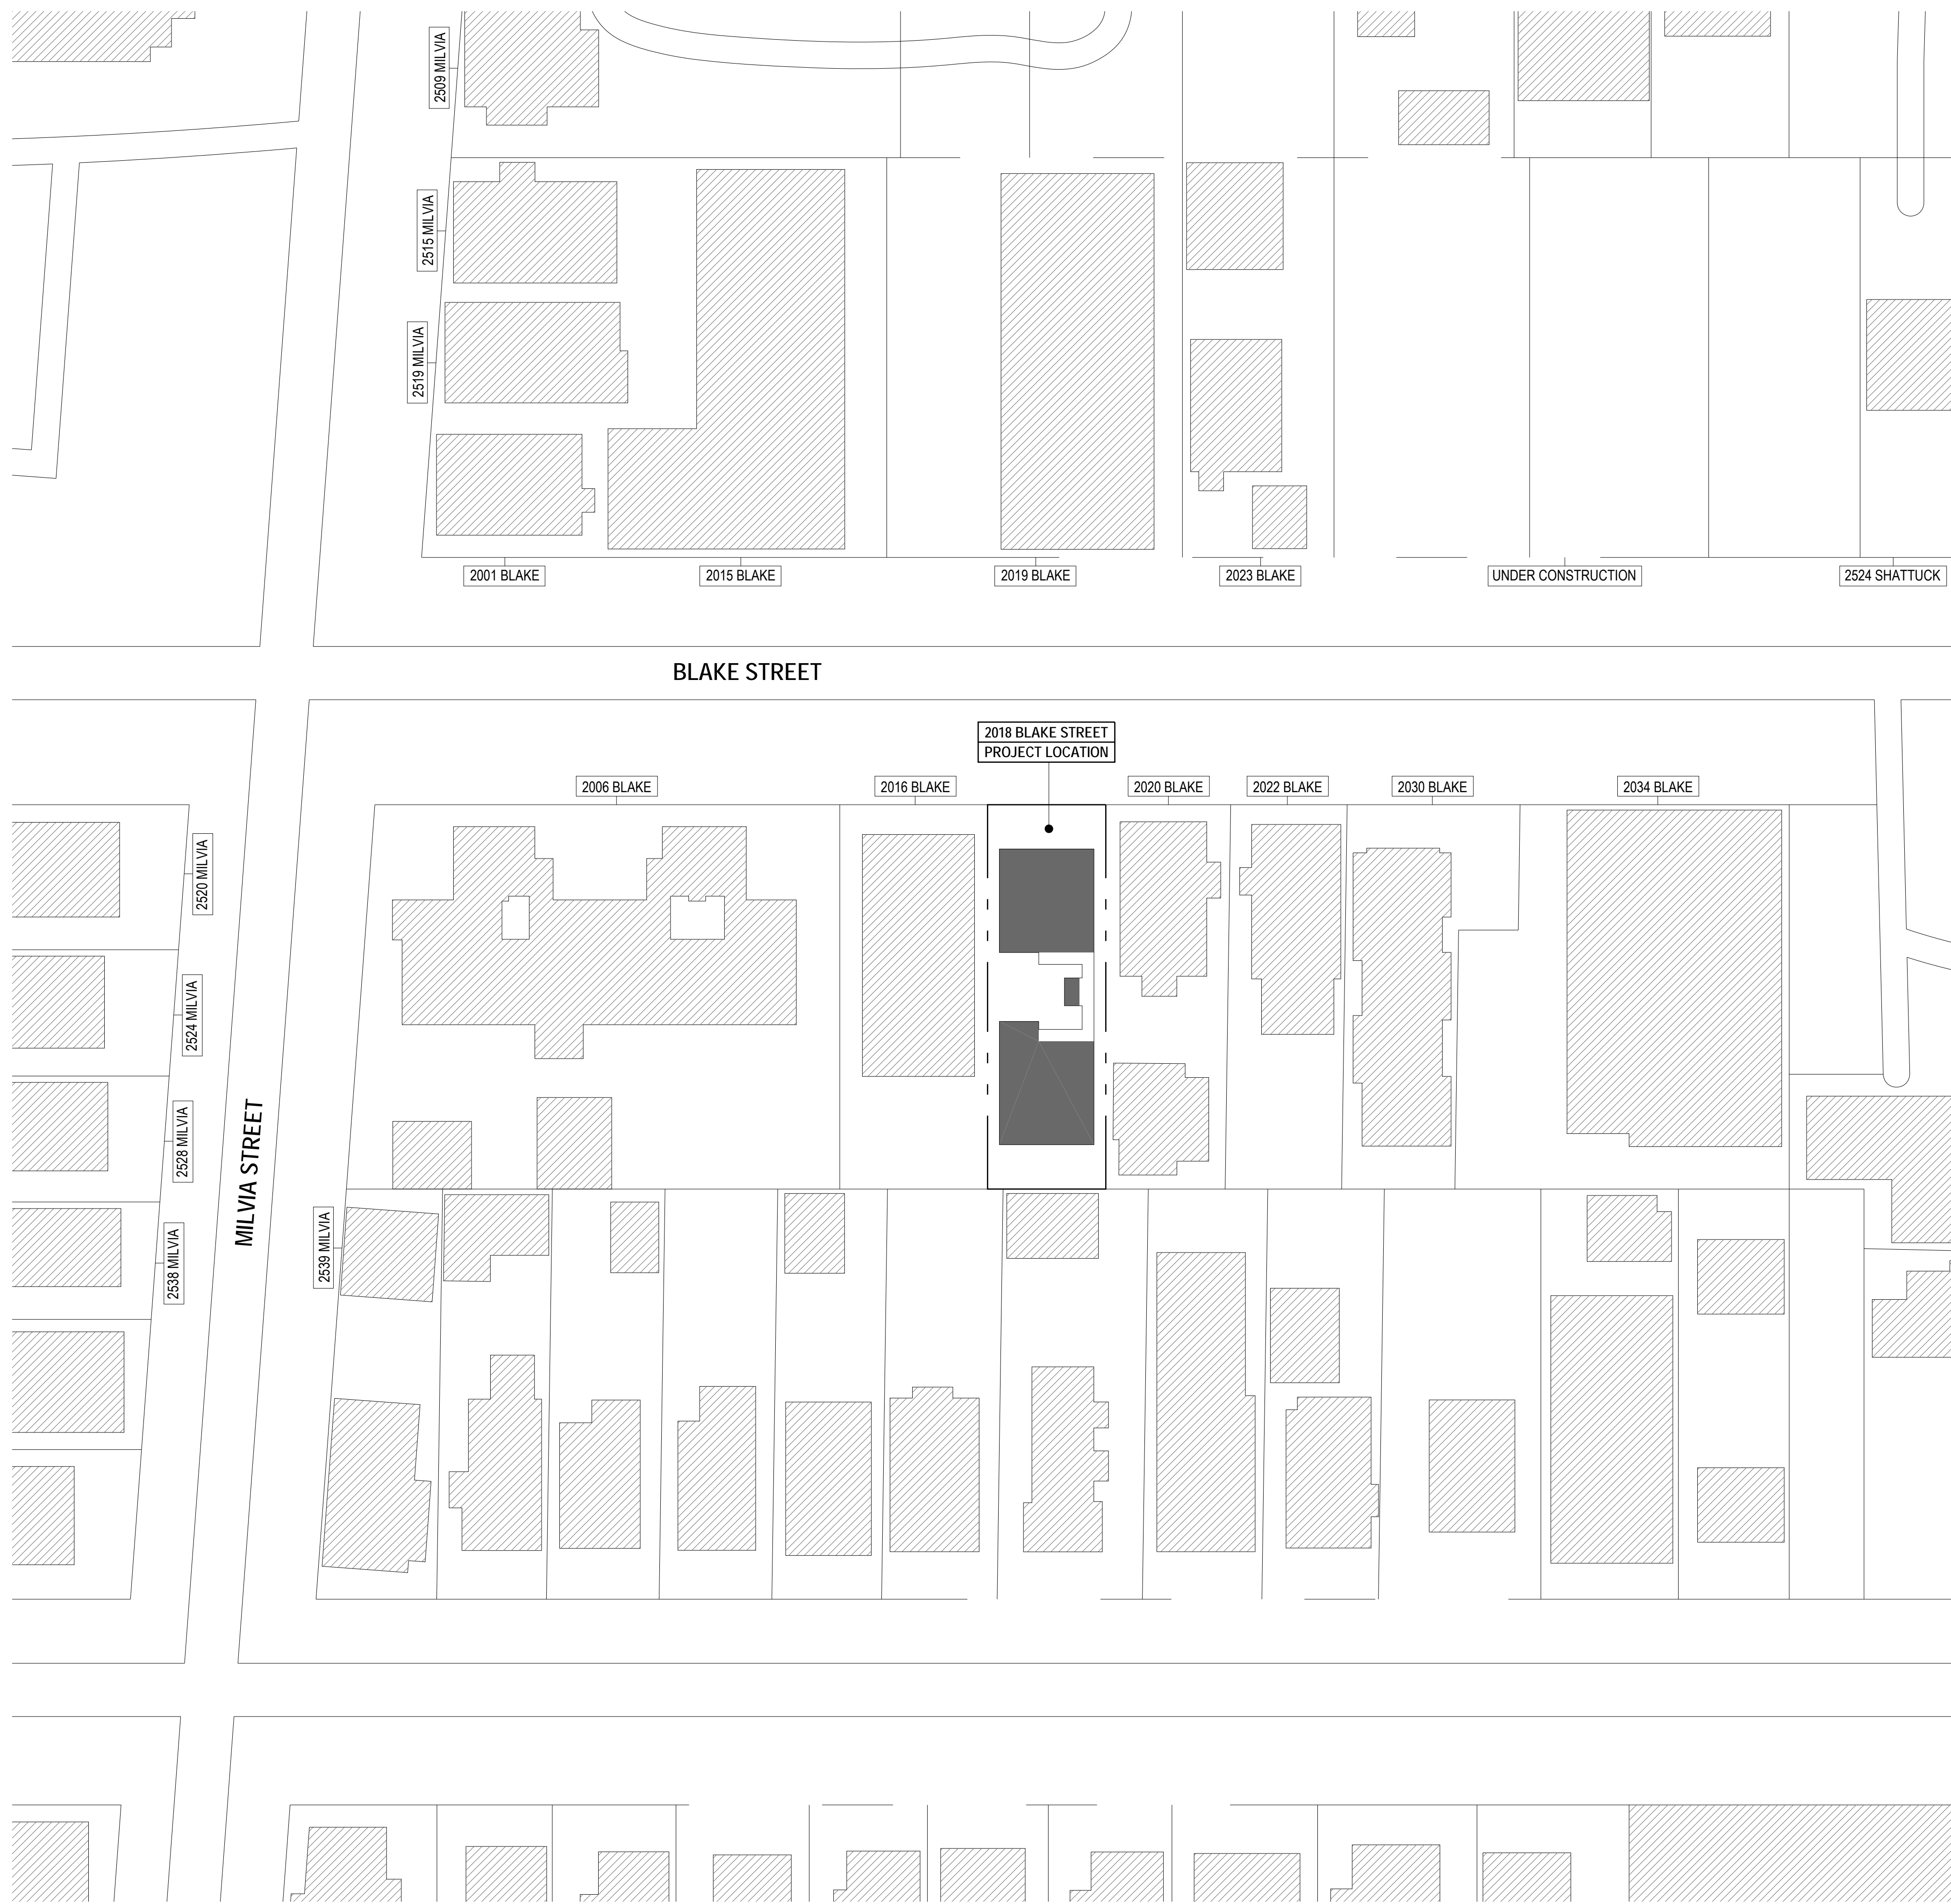 2509 MILVIA
2515 MILVIA
2519 MILVIA
2001 BLAKE
2015 BLAKE
2019 BLAKE
2023 BLAKE
UNDER CONSTRUCTION
2524 SHATTUCK
BLAKE STREET
2018 BLAKE STREET
PROJECT LOCATION
2006 BLAKE
2016 BLAKE
2020 BLAKE
2022 BLAKE
2030 BLAKE
2034 BLAKE
2520 MILVIA
2524 MILVIA
2528 MILVIA
MILVIA STREET
2538 MILVIA
2539 MILVIA